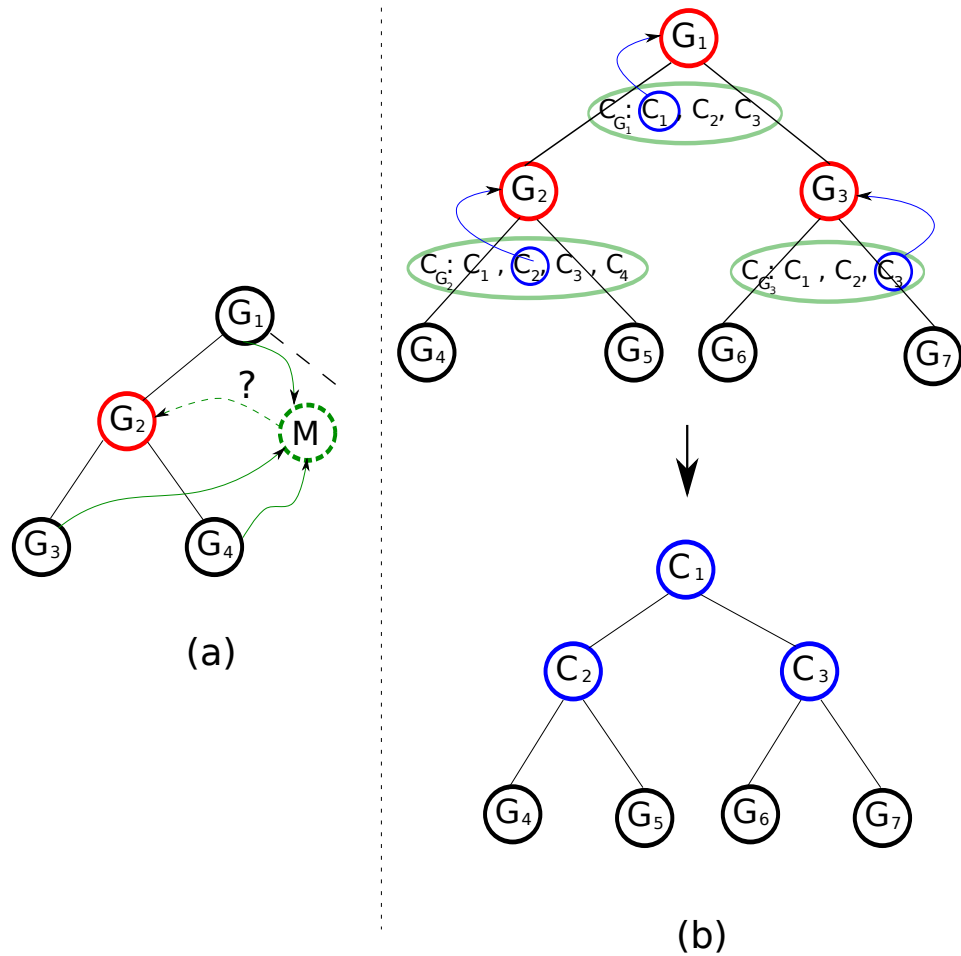 G1
?
G2
M
G3 G4
(a)
G1
CG1: C1, C2, C3
G2 G3
CG2: C1, C2, C3, C4
CG3: C1, C2, C3
G4 G5 G6 G7
C1
C2 C3
G4 G5 G6 G7
(b)